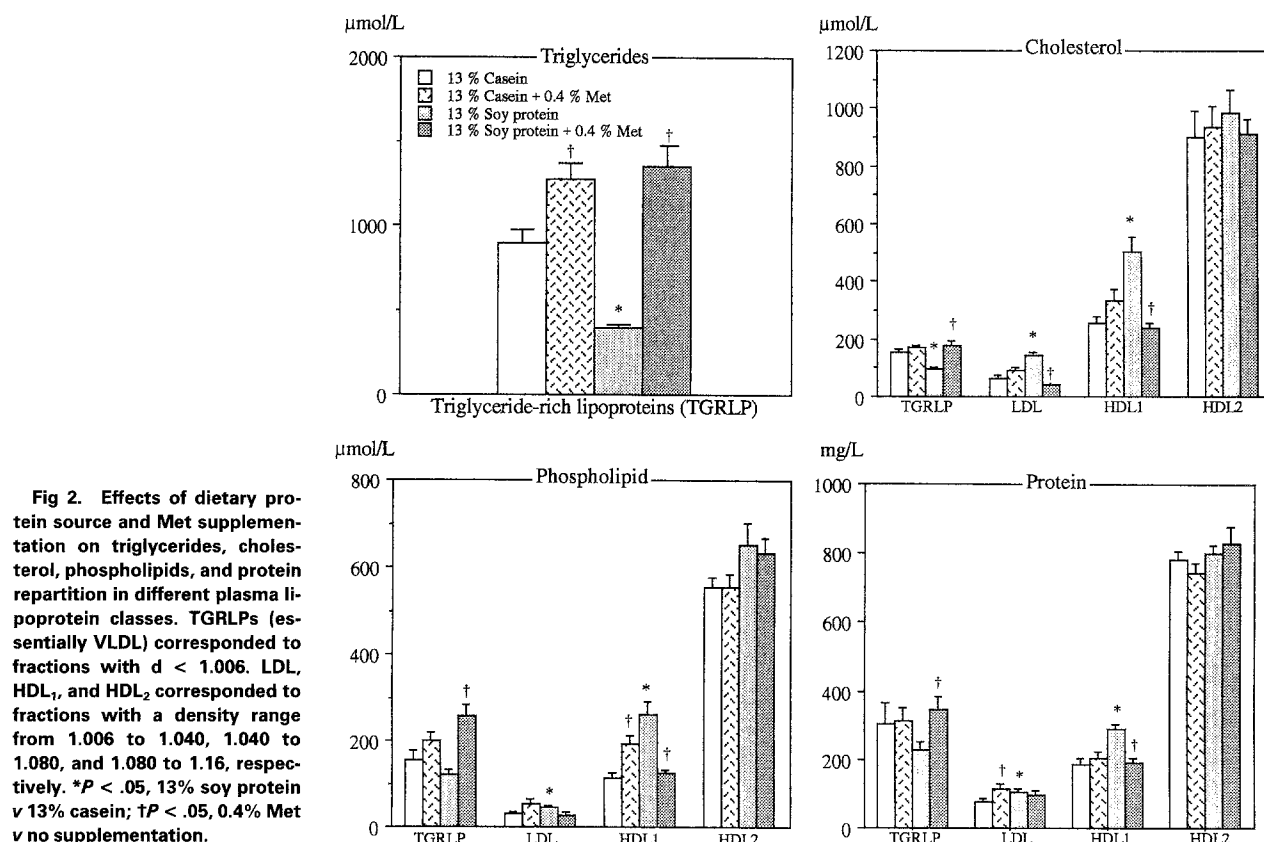 µmol/L
Triglycerides
2000
1000
0
13 % Casein
13 % Casein + 0.4 % Met
13 % Soy protein
13 % Soy protein + 0.4 % Met
†
*
†
Triglyceride-rich lipoproteins (TGRLP)
µmol/L
Cholesterol
1200
1000
800
600
400
200
0
*
†
*
†
*
†
TGRLP
LDL
HDL1
HDL2
µmol/L
Phospholipid
800
600
400
200
0
†
*
†
*
†
TGRLP
LDL
HDL1
HDL2
mg/L
Protein
1000
800
600
400
200
0
†
†
*
*
†
TGRLP
LDL
HDL1
HDL2
Fig 2. Effects of dietary pro-
tein source and Met supplemen-
tation on triglycerides, choles-
terol, phospholipids, and protein
repartition in different plasma li-
poprotein classes. TGRLPs (es-
sentially VLDL) corresponded to
fractions with d < 1.006. LDL,
HDL₁, and HDL₂ corresponded to
fractions with a density range
from 1.006 to 1.040, 1.040 to
1.080, and 1.080 to 1.16, respec-
tively. *P < .05, 13% soy protein
v 13% casein; †P < .05, 0.4% Met
v no supplementation.